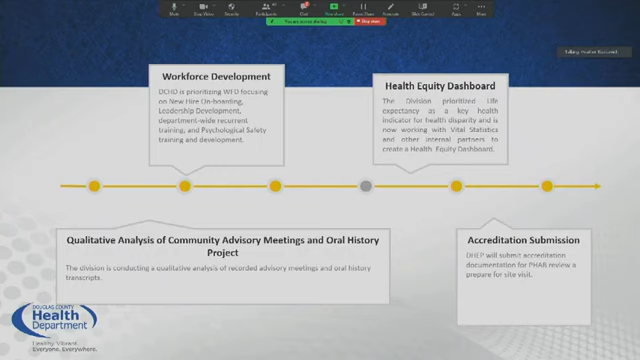 Participants
Chat
Apps
More
Workforce Development
DCHD is prioritizing WFD focusing
on New Hire On-boarding,
Leadership Development,
department-wide recurrent
training, and Psychological Safety
training and development.
Health Equity Dashboard
The Division prioritized Life
expectancy as a key health
indicator for health disparity and is
now working with Vital Statistics
and other internal partners to
create a Health Equity Dashboard.
Qualitative Analysis of Community Advisory Meetings and Oral History
Project
The division is conducting a qualitative analysis of recorded advisory meetings and oral history
transcripts.
Accreditation Submission
DHEP will submit accreditation
documentation for PHAB review a
prepare for site visit.
DOUGLAS COUNTY
Health
Department
Healthy. Vibrant.
Everyone. Everywhere.